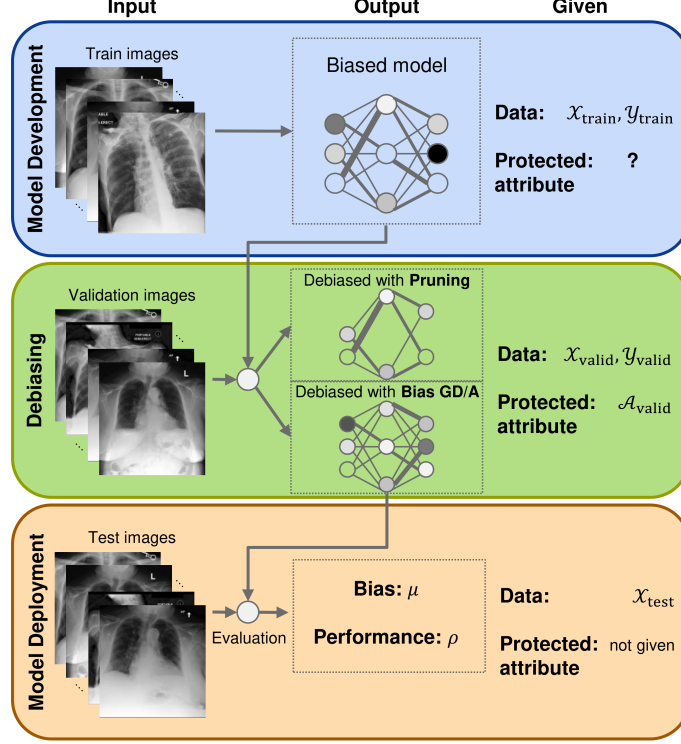 Input
Output
Given
Model Development
Train images
L
ABLE
ERECT
Biased model
Data: 𝒳train, 𝒴train
Protected: ?
attribute
Debiasing
Validation images
L
Debiased with Pruning
Debiased with Bias GD/A
Data: 𝒳valid, 𝒴valid
Protected: 𝒜valid
attribute
Model Deployment
Test images
L
Evaluation
Bias: μ
Performance: ρ
Data: 𝒳test
Protected: not given
attribute